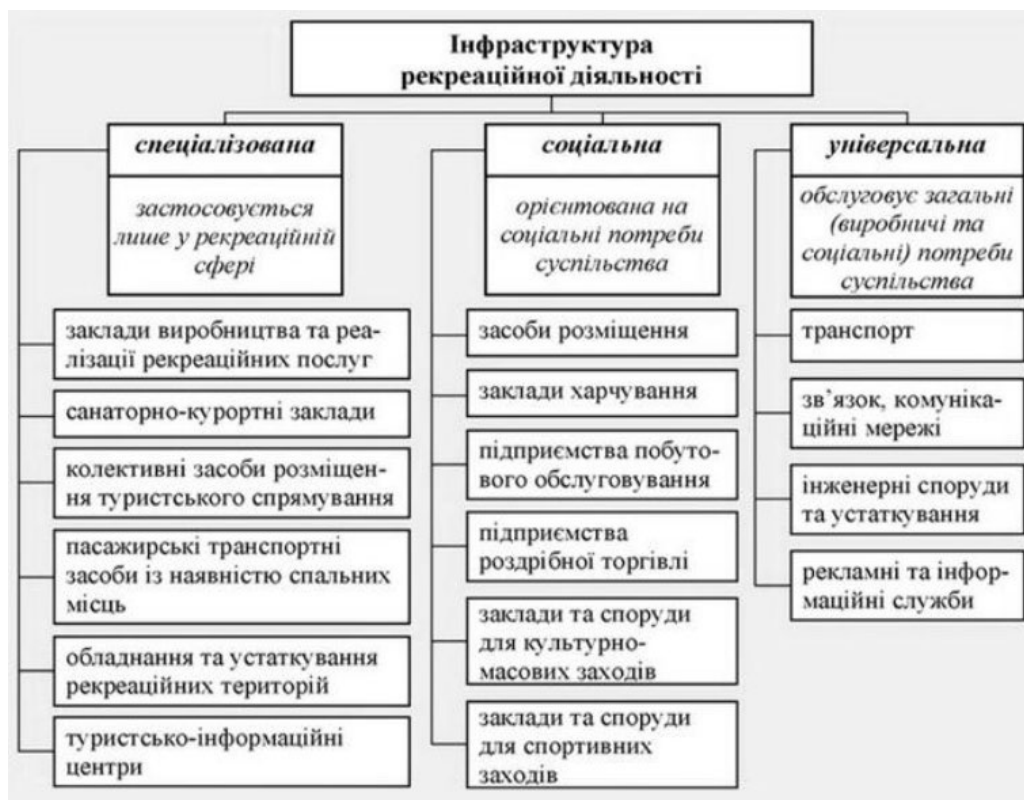 Інфраструктура
рекреаційної діяльності
спеціалізована
застосовується
лише у рекреаційній
сфері
заклади виробництва та реа-
лізації рекреаційних послуг
санаторно-курортні заклади
колективні засоби розміщен-
ня туристського спрямування
пасажирські транспортні
засоби із наявністю спальних
місць
обладнання та устаткування
рекреаційних територій
туристсько-інформаційні
центри
соціальна
орієнтована на
соціальні потреби
суспільства
засоби розміщення
заклади харчування
підприємства побуто-
вого обслуговування
підприємства
роздрібної торгівлі
заклади та споруди
для культурно-
масових заходів
заклади та споруди
для спортивних
заходів
універсальна
обслуговує загальні
(виробничі та
соціальні) потреби
суспільства
транспорт
зв’язок, комуніка-
ційні мережі
інженерні споруди
та устаткування
рекламні та інфор-
маційні служби